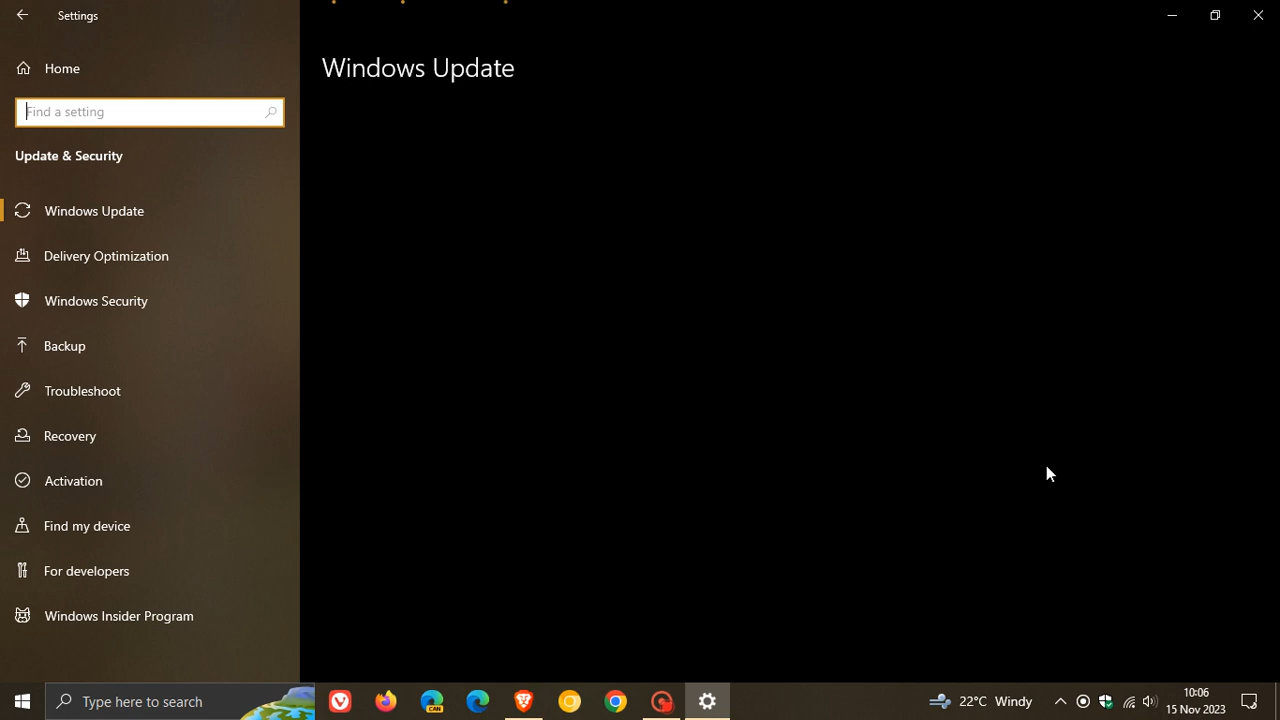 Settings
Home
Find a setting
Update & Security
Windows Update
Delivery Optimization
Windows Security
Backup
Troubleshoot
Recovery
Activation
Find my device
For developers
Windows Insider Program
Windows Update
Type here to search
CAN
22°C Windy
10:06
15 Nov 2023